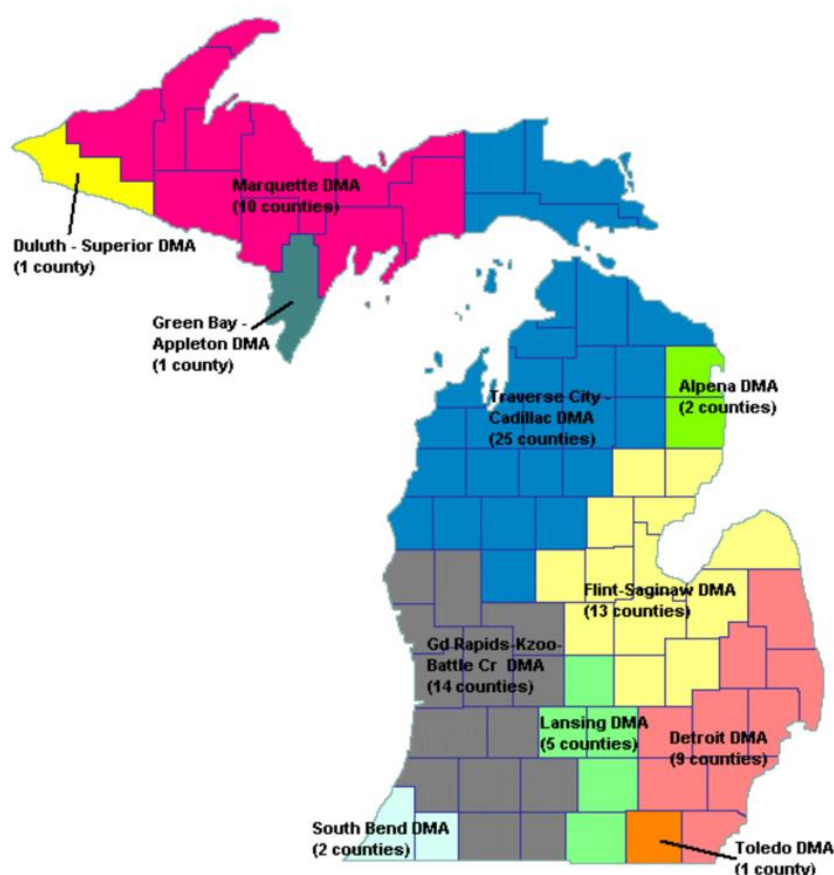 Marquette DMA
(10 counties)
Duluth - Superior DMA
(1 county)
Green Bay -
Appleton DMA
(1 county)
Traverse City -
Cadillac DMA
(25 counties)
Alpena DMA
(2 counties)
Flint-Saginaw DMA
(13 counties)
Gd Rapids-Kzoo-
Battle Cr DMA
(14 counties)
Lansing DMA
(5 counties)
Detroit DMA
(9 counties)
South Bend DMA
(2 counties)
Toledo DMA
(1 county)